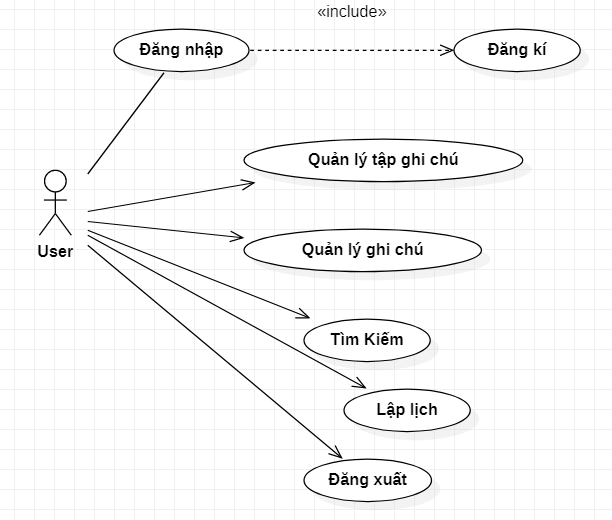 «include»
Đăng nhập
Đăng kí
Quản lý tập ghi chú
User
Quản lý ghi chú
Tìm Kiếm
Lập lịch
Đăng xuất